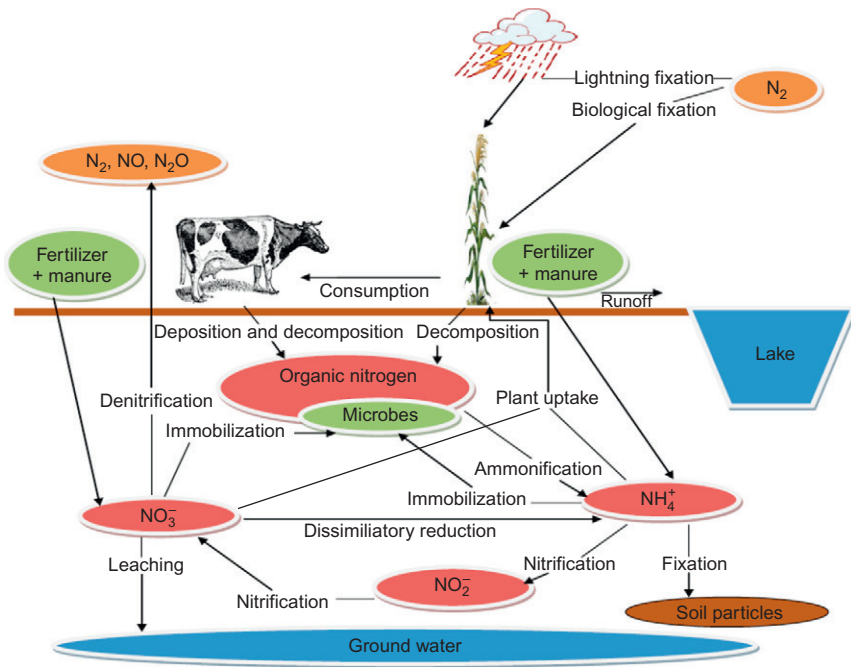 Lightning fixation
N₂
Biological fixation
N₂, NO, N₂O
Fertilizer
+ manure
Fertilizer
+ manure
Consumption
Runoff
Deposition and decomposition
Decomposition
Lake
Organic nitrogen
Denitrification
Microbes
Plant uptake
Immobilization
Ammonification
Immobilization
NH₄⁺
NO₃⁻
Dissimiliatory reduction
Leaching
Nitrification
Fixation
NO₂⁻
Nitrification
Soil particles
Ground water